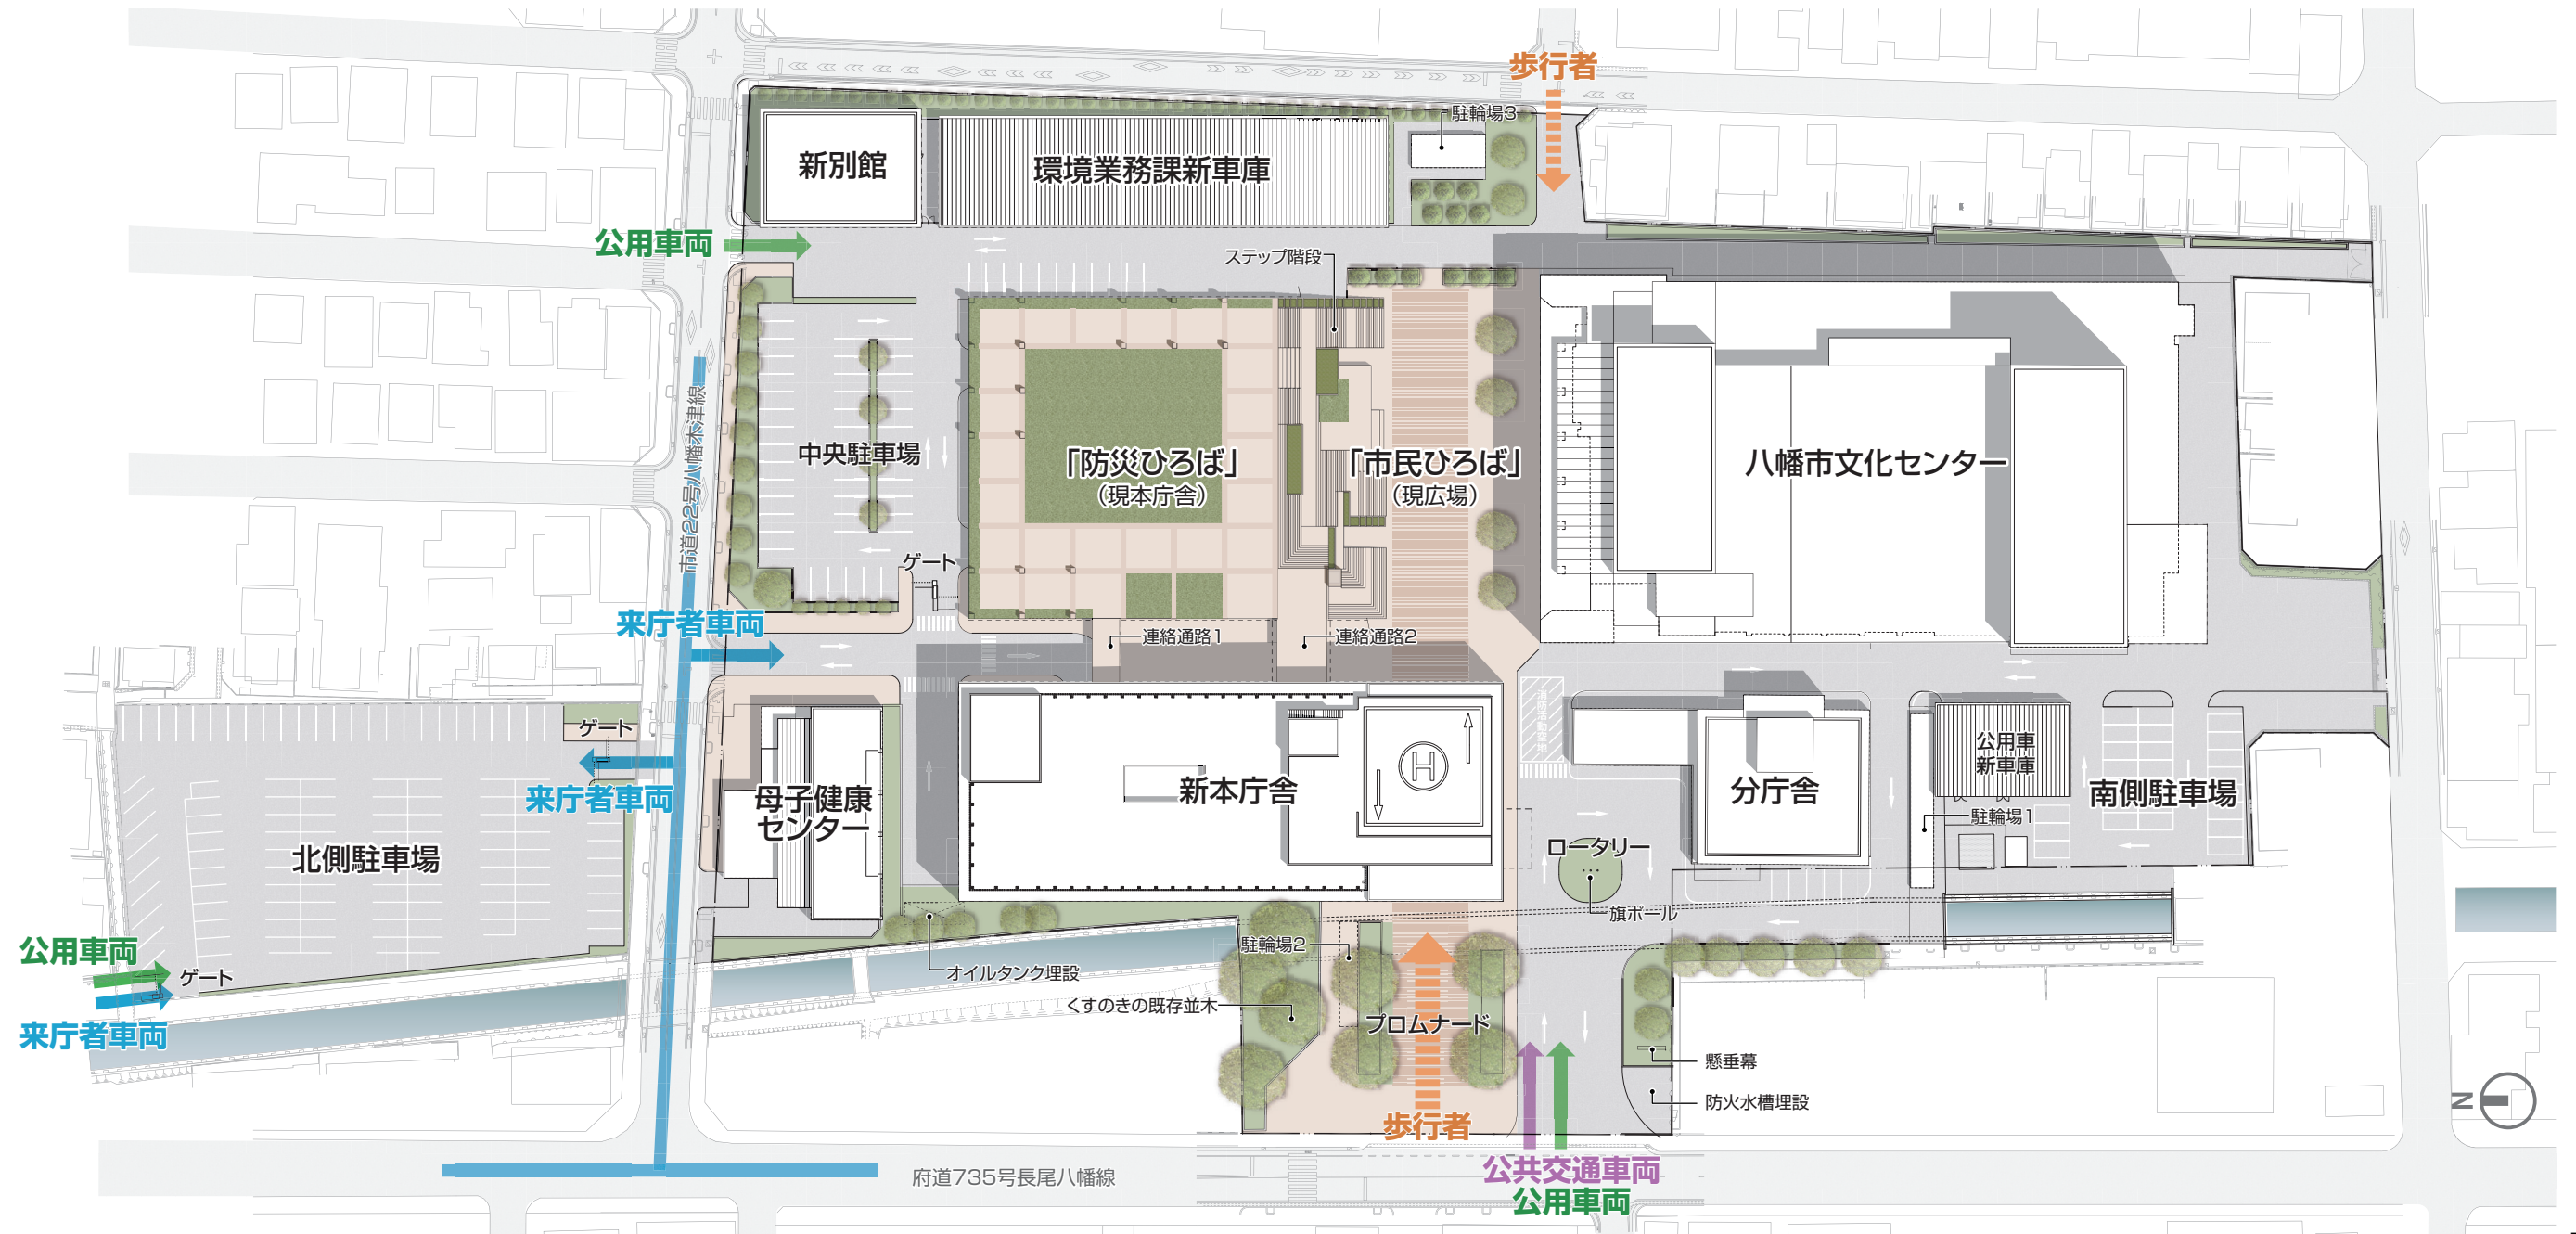 歩行者
駐輪場3
新別館
環境業務課新車庫
公用車両
ステップ階段
市道22号八幡木津線
中央駐車場
「防災ひろば」
（現本庁舎）
「市民ひろば」
（現広場）
八幡市文化センター
ゲート
来庁者車両
連絡通路1
連絡通路2
ゲート
来庁者車両
消防活動空地
母子健康
センター
新本庁舎
H
分庁舎
公用車
新車庫
南側駐車場
駐輪場1
北側駐車場
ロータリー
旗ポール
公用車両
ゲート
来庁者車両
オイルタンク埋設
駐輪場2
くすのきの既存並木
プロムナード
懸垂幕
防火水槽埋設
N
歩行者
府道735号長尾八幡線
公共交通車両
公用車両